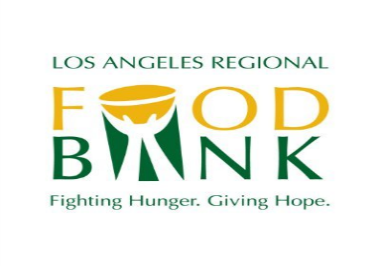 LOS ANGELES REGIONAL
FOOD
BANK
Fighting Hunger. Giving Hope.